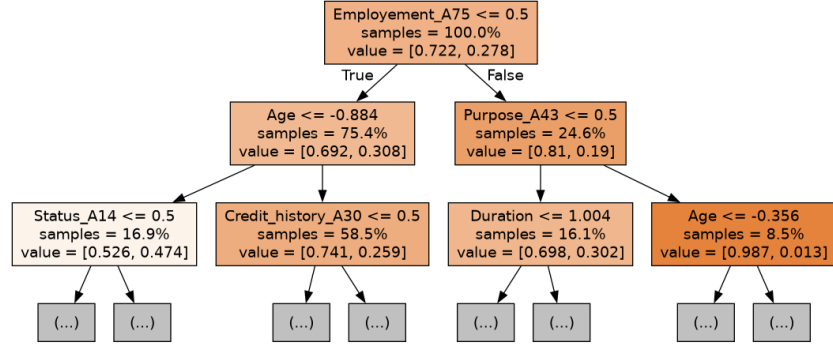 Employement_A75 <= 0.5
samples = 100.0%
value = [0.722, 0.278]
True
False
Age <= -0.884
samples = 75.4%
value = [0.692, 0.308]
Purpose_A43 <= 0.5
samples = 24.6%
value = [0.81, 0.19]
Status_A14 <= 0.5
samples = 16.9%
value = [0.526, 0.474]
Credit_history_A30 <= 0.5
samples = 58.5%
value = [0.741, 0.259]
Duration <= 1.004
samples = 16.1%
value = [0.698, 0.302]
Age <= -0.356
samples = 8.5%
value = [0.987, 0.013]
(...)
(...)
(...)
(...)
(...)
(...)
(...)
(...)